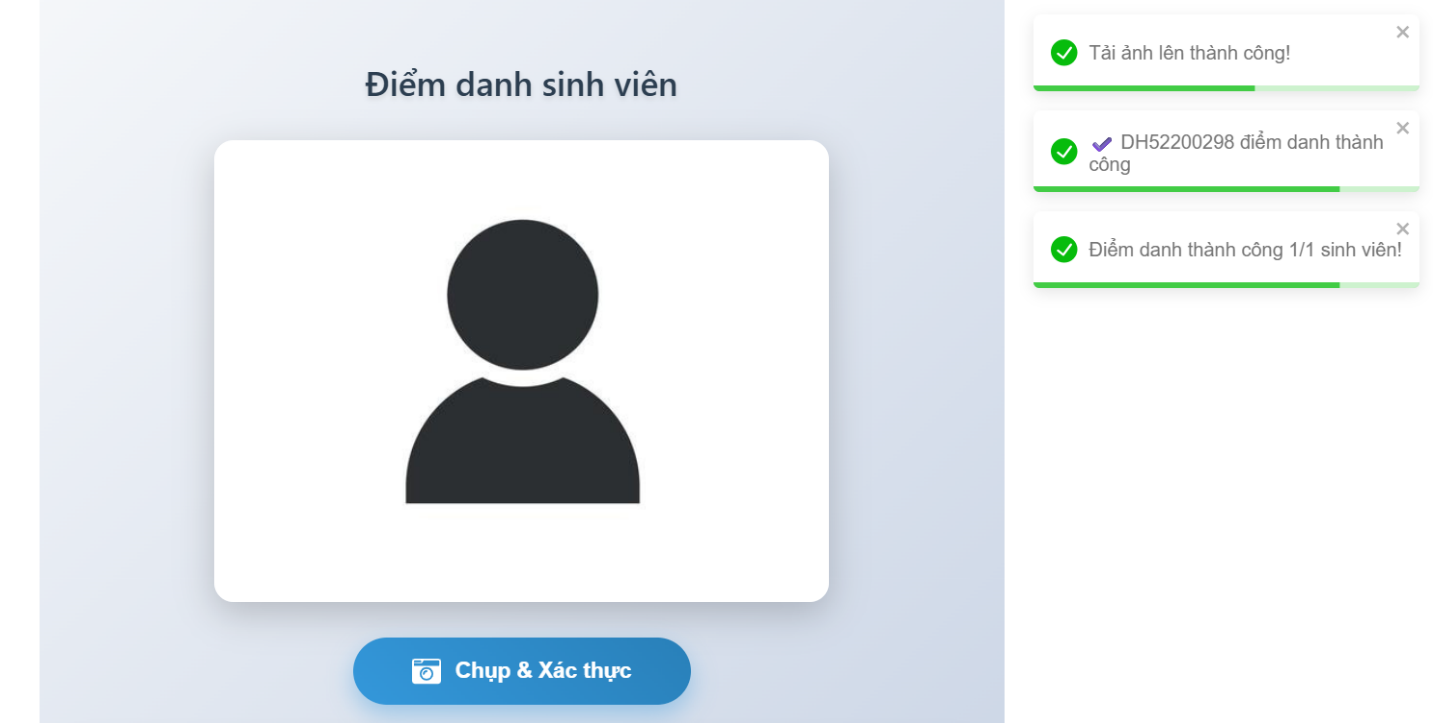 Điểm danh sinh viên
Chụp & Xác thực
Tải ảnh lên thành công!
DH52200298 điểm danh thành
công
Điểm danh thành công 1/1 sinh viên!